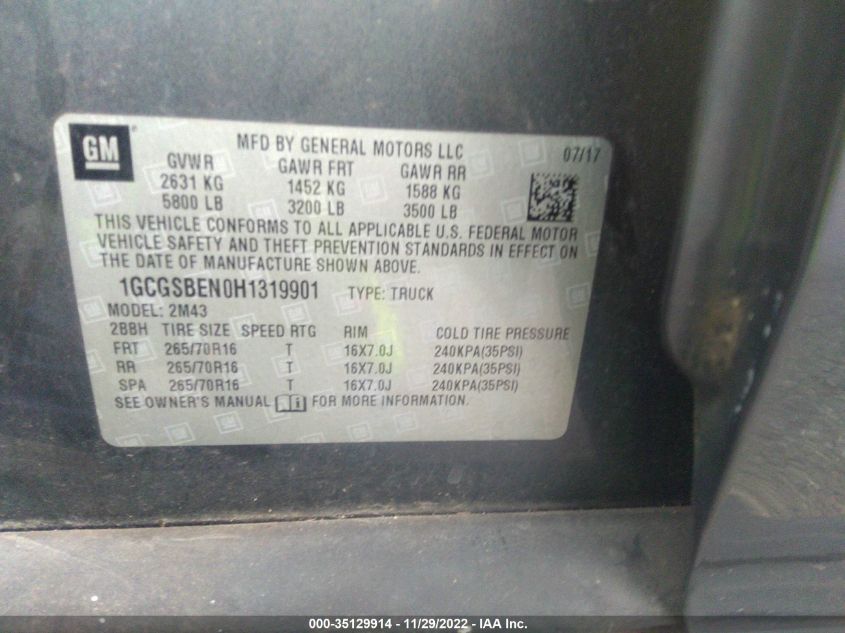 GM
MFD BY GENERAL MOTORS LLC 07/17
GVWR GAWR FRT GAWR RR
2631 KG 1452 KG 1588 KG
5800 LB 3200 LB 3500 LB
THIS VEHICLE CONFORMS TO ALL APPLICABLE U.S. FEDERAL MOTOR
VEHICLE SAFETY AND THEFT PREVENTION STANDARDS IN EFFECT ON
THE DATE OF MANUFACTURE SHOWN ABOVE.
1GCGSBEN0H1319901 TYPE: TRUCK
MODEL: 2M43
2BBH TIRE SIZE SPEED RTG RIM COLD TIRE PRESSURE
FRT 265/70R16 T 16X7.0J 240KPA(35PSI)
RR 265/70R16 T 16X7.0J 240KPA(35PSI)
SPA 265/70R16 T 16X7.0J 240KPA(35PSI)
SEE OWNER'S MANUAL FOR MORE INFORMATION.
000-35129914 - 11/29/2022 - IAA Inc.